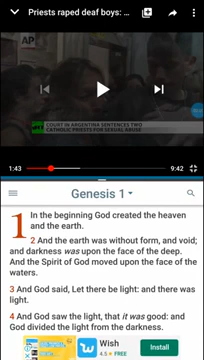 Priests raped deaf boys:
AP
RT
COURT IN ARGENTINA SENTENCES TWO
CATHOLIC PRIESTS FOR SEXUAL ABUSE
1:43
9:42
Genesis 1
1 In the beginning God created the heaven
and the earth.
2 And the earth was without form, and void;
and darkness was upon the face of the deep.
And the Spirit of God moved upon the face of the
waters.
3 And God said, Let there be light: and there was
light.
4 And God saw the light, that it was good: and
God divided the light from the darkness.
Wish
4.5 ★ FREE
Install